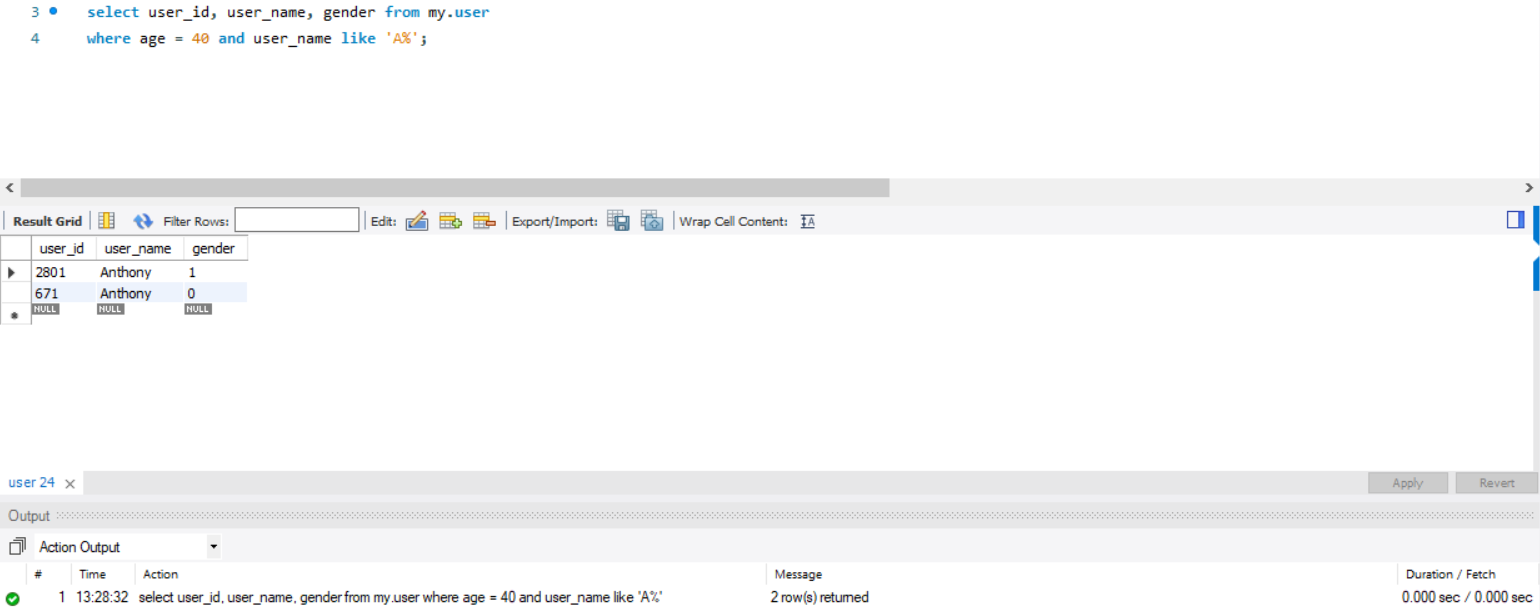 3 select user_id, user_name, gender from my.user
4 where age = 40 and user_name like 'A%';
Result Grid Filter Rows: Edit: Export/Import: Wrap Cell Content: IA
user_id user_name gender
2801 Anthony 1
671 Anthony 0
NULL NULL NULL
user 24 Apply Revert
Output
Action Output
# Time Action Message Duration / Fetch
1 13:28:32 select user_id, user_name, gender from my.user where age = 40 and user_name like 'A%' 2 row(s) returned 0.000 sec / 0.000 sec